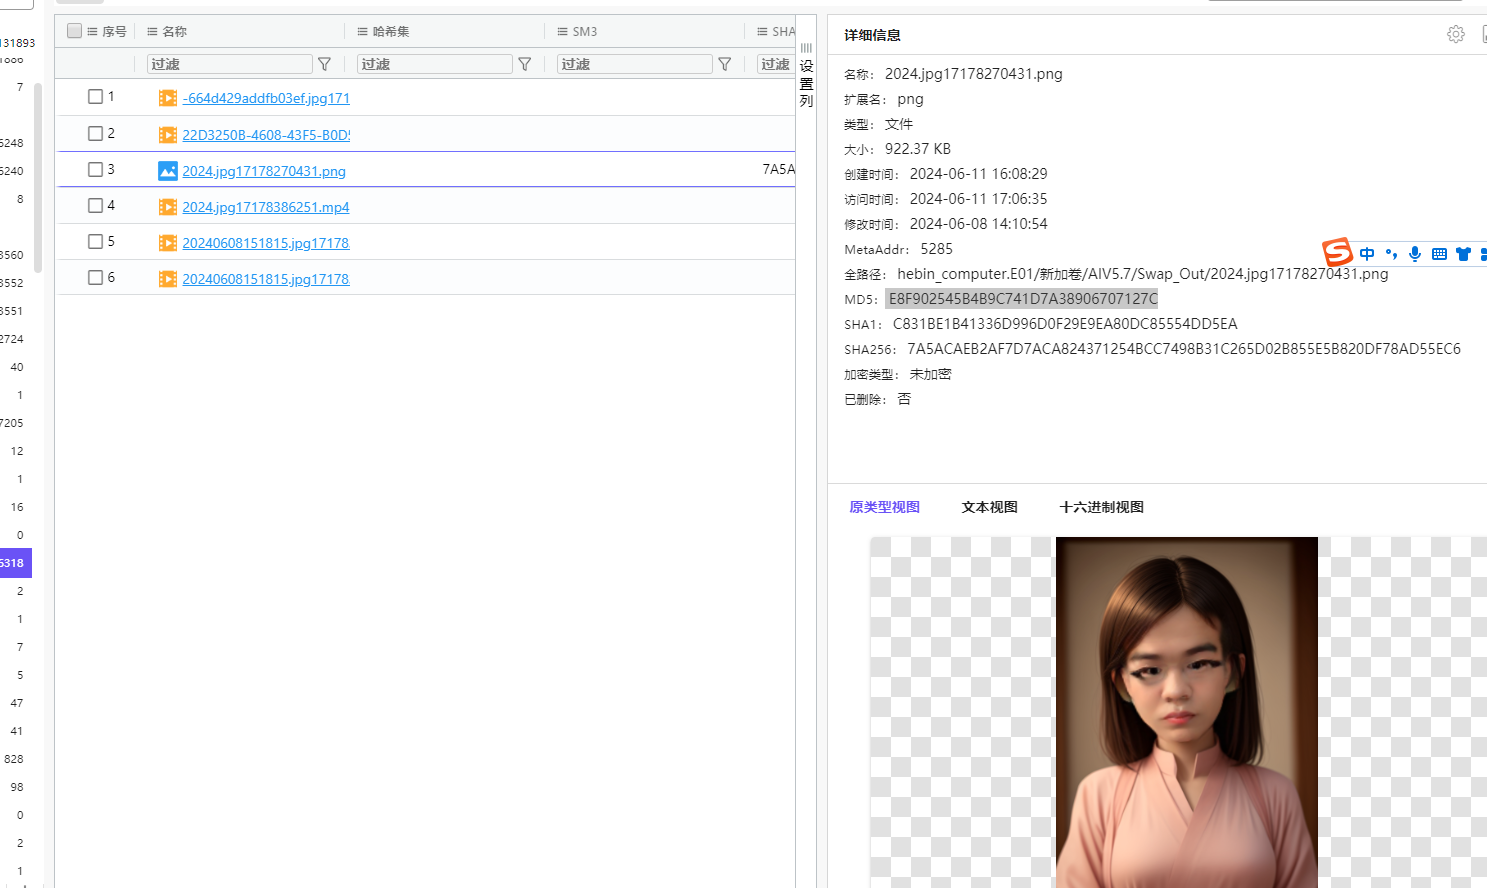 131893
7
6248
6240
8
3560
3552
3551
2724
40
1
7205
12
1
16
0
6318
2
1
7
5
47
41
828
98
0
2
1
序号 名称 哈希集 SM3 SHA
过滤 过滤 过滤 过滤
1 -664d429addfb03ef.jpg171
2 22D3250B-4608-43F5-B0D5
3 2024.jpg17178270431.png 7A5A
4 2024.jpg17178386251.mp4
5 20240608151815.jpg17178
6 20240608151815.jpg17178
设置列
详细信息
名称: 2024.jpg17178270431.png
扩展名: png
类型: 文件
大小: 922.37 KB
创建时间: 2024-06-11 16:08:29
访问时间: 2024-06-11 17:06:35
修改时间: 2024-06-08 14:10:54
MetaAddr: 5285
中
全路径: hebin_computer.E01/新加卷/AIV5.7/Swap_Out/2024.jpg17178270431.png
MD5: E8F902545B4B9C741D7A38906707127C
SHA1: C831BE1B41336D996D0F29E9EA80DC85554DD5EA
SHA256: 7A5ACAEB2AF7D7ACA824371254BCC7498B31C265D02B855E5B820DF78AD55EC6
加密类型: 未加密
已删除: 否
原类型视图 文本视图 十六进制视图